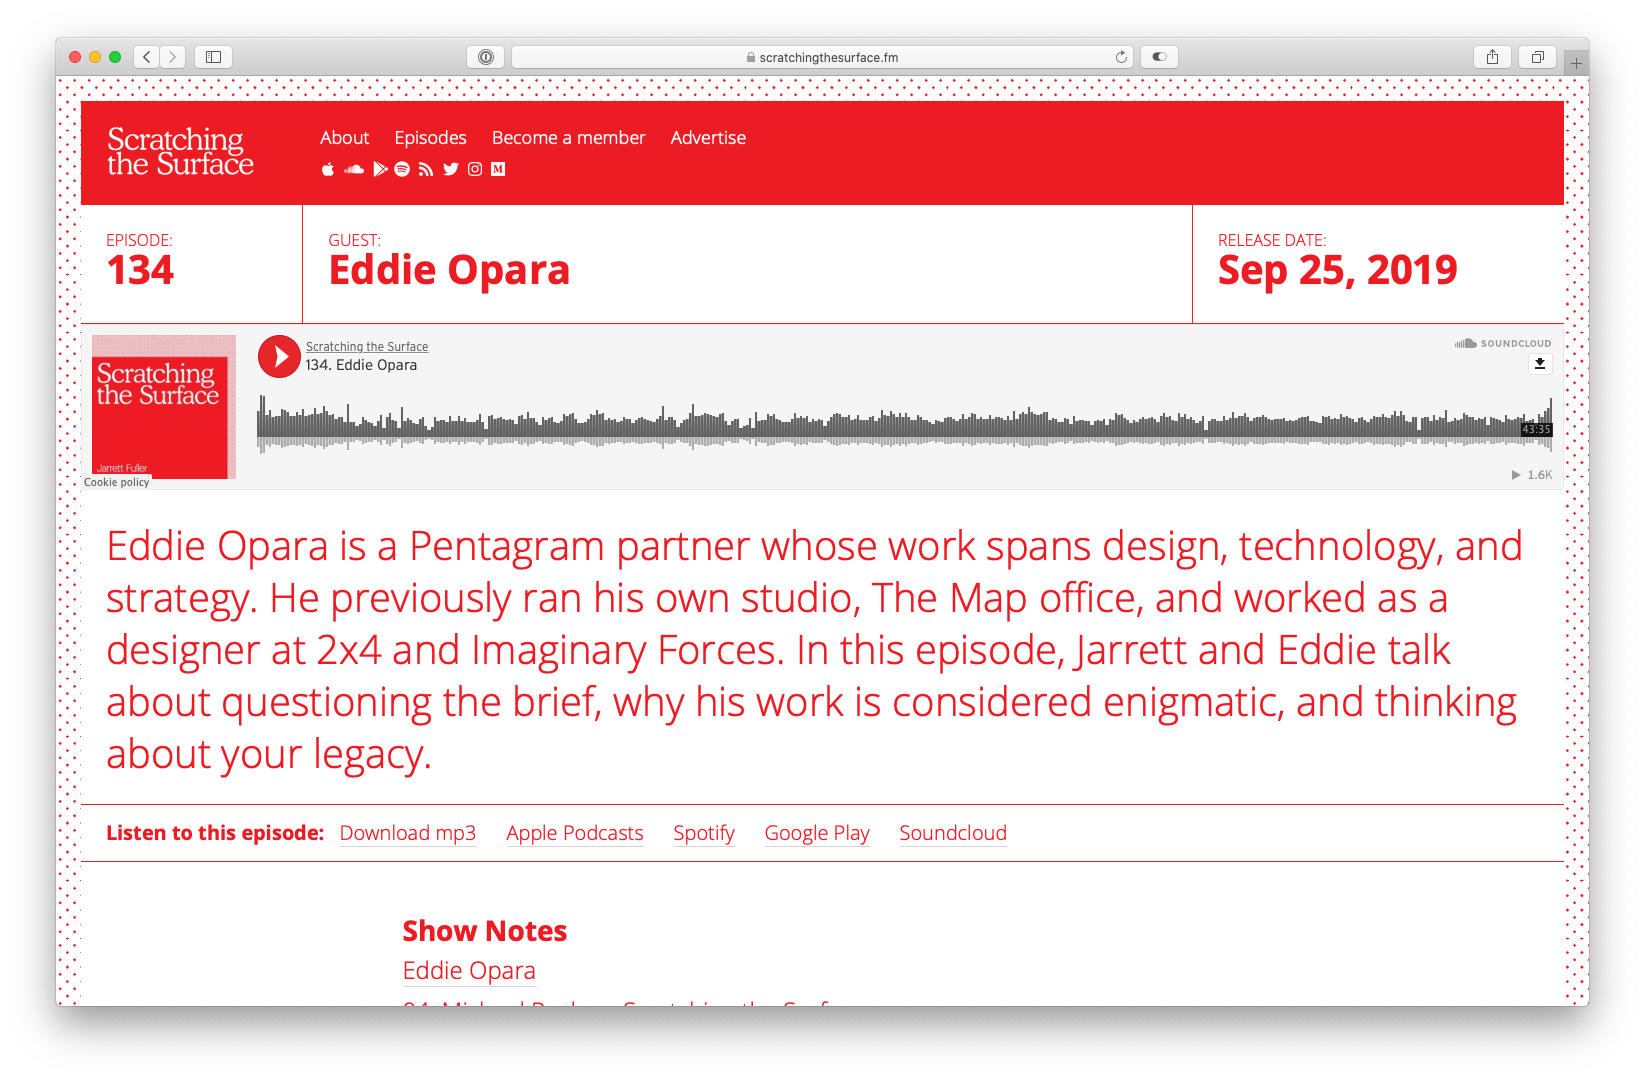 scratchingthesurface.fm
Scratching
the Surface
About Episodes Become a member Advertise
EPISODE:
134
GUEST:
Eddie Opara
RELEASE DATE:
Sep 25, 2019
Scratching
the Surface
Jarrett Fuller
Cookie policy
Scratching the Surface
134. Eddie Opara
SOUNDCLOUD
43:35
1.6K
Eddie Opara is a Pentagram partner whose work spans design, technology, and
strategy. He previously ran his own studio, The Map office, and worked as a
designer at 2x4 and Imaginary Forces. In this episode, Jarrett and Eddie talk
about questioning the brief, why his work is considered enigmatic, and thinking
about your legacy.
Listen to this episode: Download mp3 Apple Podcasts Spotify Google Play Soundcloud
Show Notes
Eddie Opara